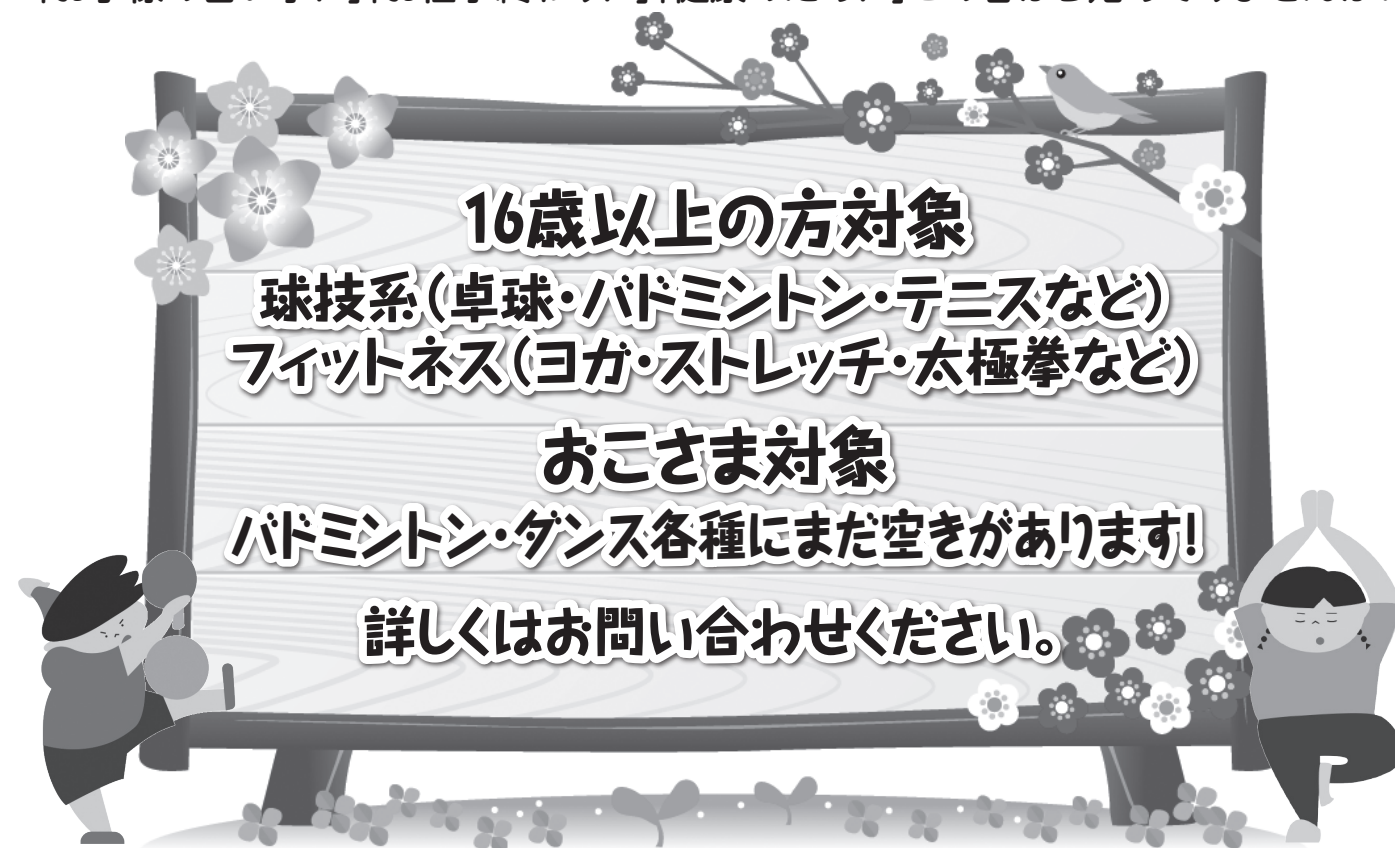 16歳以上の方対象
球技系(卓球・バドミントン・テニスなど)
フィットネス(ヨガ・ストレッチ・太極拳など)
おこさま対象
バドミントン・ダンス各種にまだ空きがあります!
詳しくはお問い合わせください。